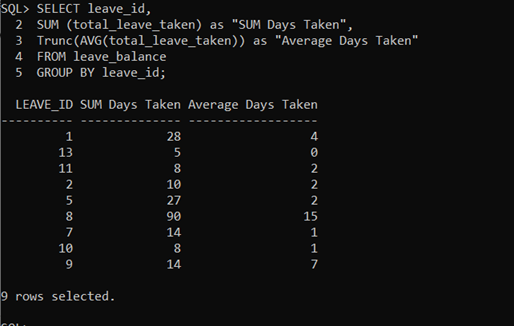 SQL> SELECT leave_id,
  2  SUM (total_leave_taken) as "SUM Days Taken",
  3  Trunc(AVG(total_leave_taken)) as "Average Days Taken"
  4  FROM leave_balance
  5  GROUP BY leave_id;
  LEAVE_ID SUM Days Taken Average Days Taken
---------- -------------- ------------------
         1             28                  4
        13              5                  0
        11              8                  2
         2             10                  2
         5             27                  2
         8             90                 15
         7             14                  1
        10              8                  1
         9             14                  7
9 rows selected.
SQL>